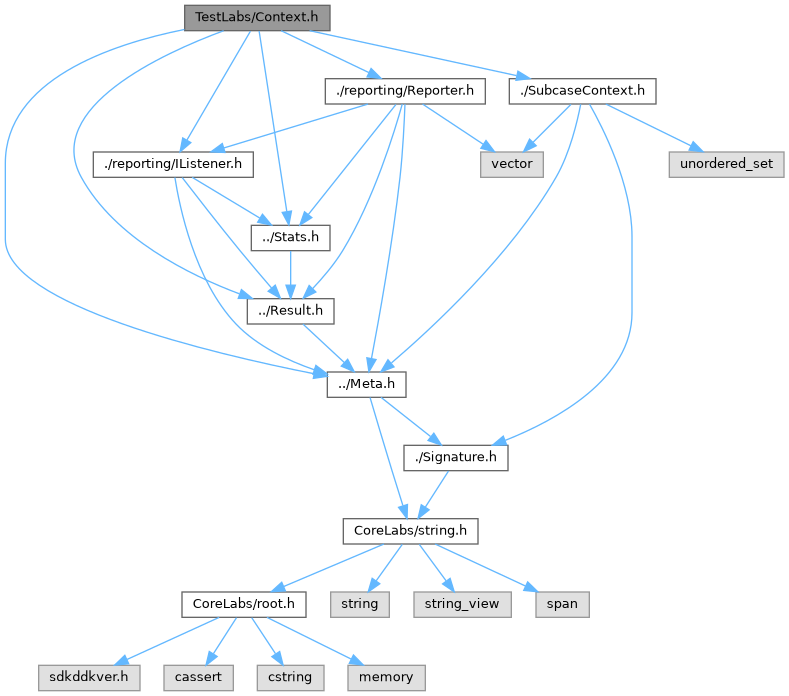 TestLabs/Context.h
./reporting/Reporter.h
./SubcaseContext.h
./reporting/IListener.h
vector
unordered_set
../Stats.h
../Result.h
../Meta.h
./Signature.h
CoreLabs/string.h
CoreLabs/root.h
string
string_view
span
sdkddkver.h
cassert
cstring
memory